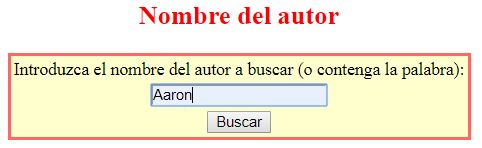 Nombre del autor
Introduzca el nombre del autor a buscar (o contenga la palabra):
Aaron
Buscar